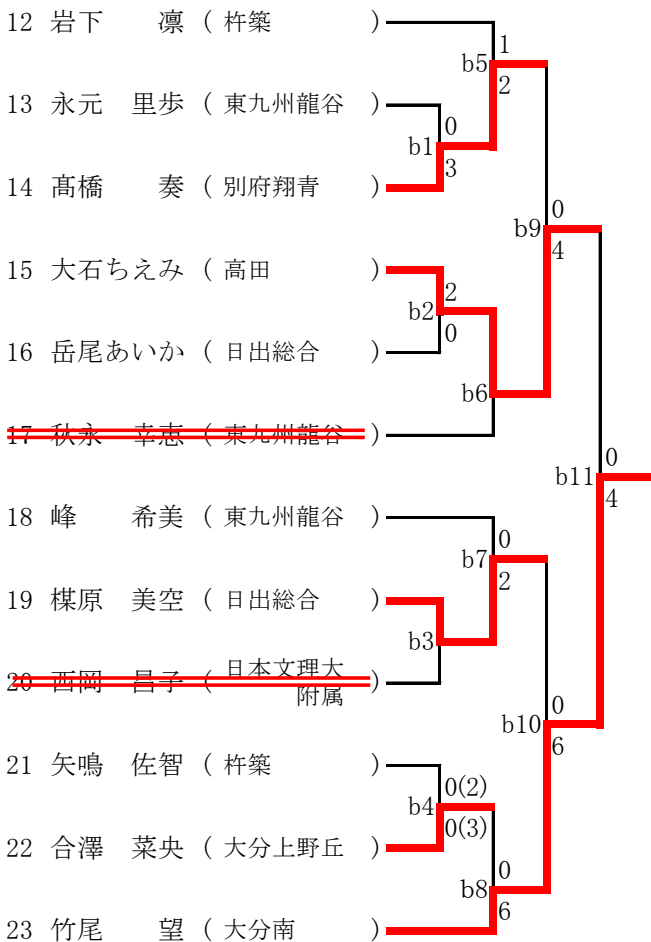 12 岩下　　凛 ( 杵築 )
1
b5
2
13 永元　里歩 ( 東九州龍谷 )
0
b1
3
14 髙橋　　奏 ( 別府翔青 )
0
b9
4
15 大石ちえみ ( 高田 )
2
b2
0
16 岳尾あいか ( 日出総合 )
b6
17 秋永　幸恵 ( 東九州龍谷 )
0
b11
4
18 峰　　希美 ( 東九州龍谷 )
0
b7
2
19 楳原　美空 ( 日出総合 )
b3
20 西岡　昌子 ( 日本文理大
附属 )
0
b10
6
21 矢鳴　佐智 ( 杵築 )
0(2)
b4
0(3)
22 合澤　菜央 ( 大分上野丘 )
0
b8
6
23 竹尾　　望 ( 大分南 )